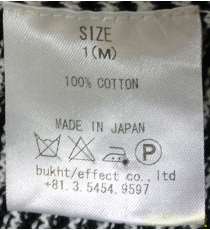 SIZE
1(M)
100% COTTON
MADE IN JAPAN
P
bukht/effect co., ltd
+81.3.5454.9597